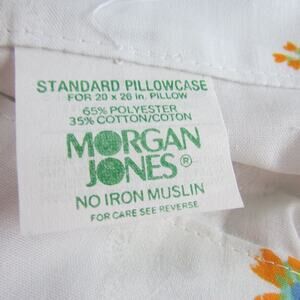 STANDARD PILLOWCASE
FOR 20 x 26 in. PILLOW
65% POLYESTER
35% COTTON/COTON
MORGAN
JONES®
NO IRON MUSLIN
FOR CARE SEE REVERSE